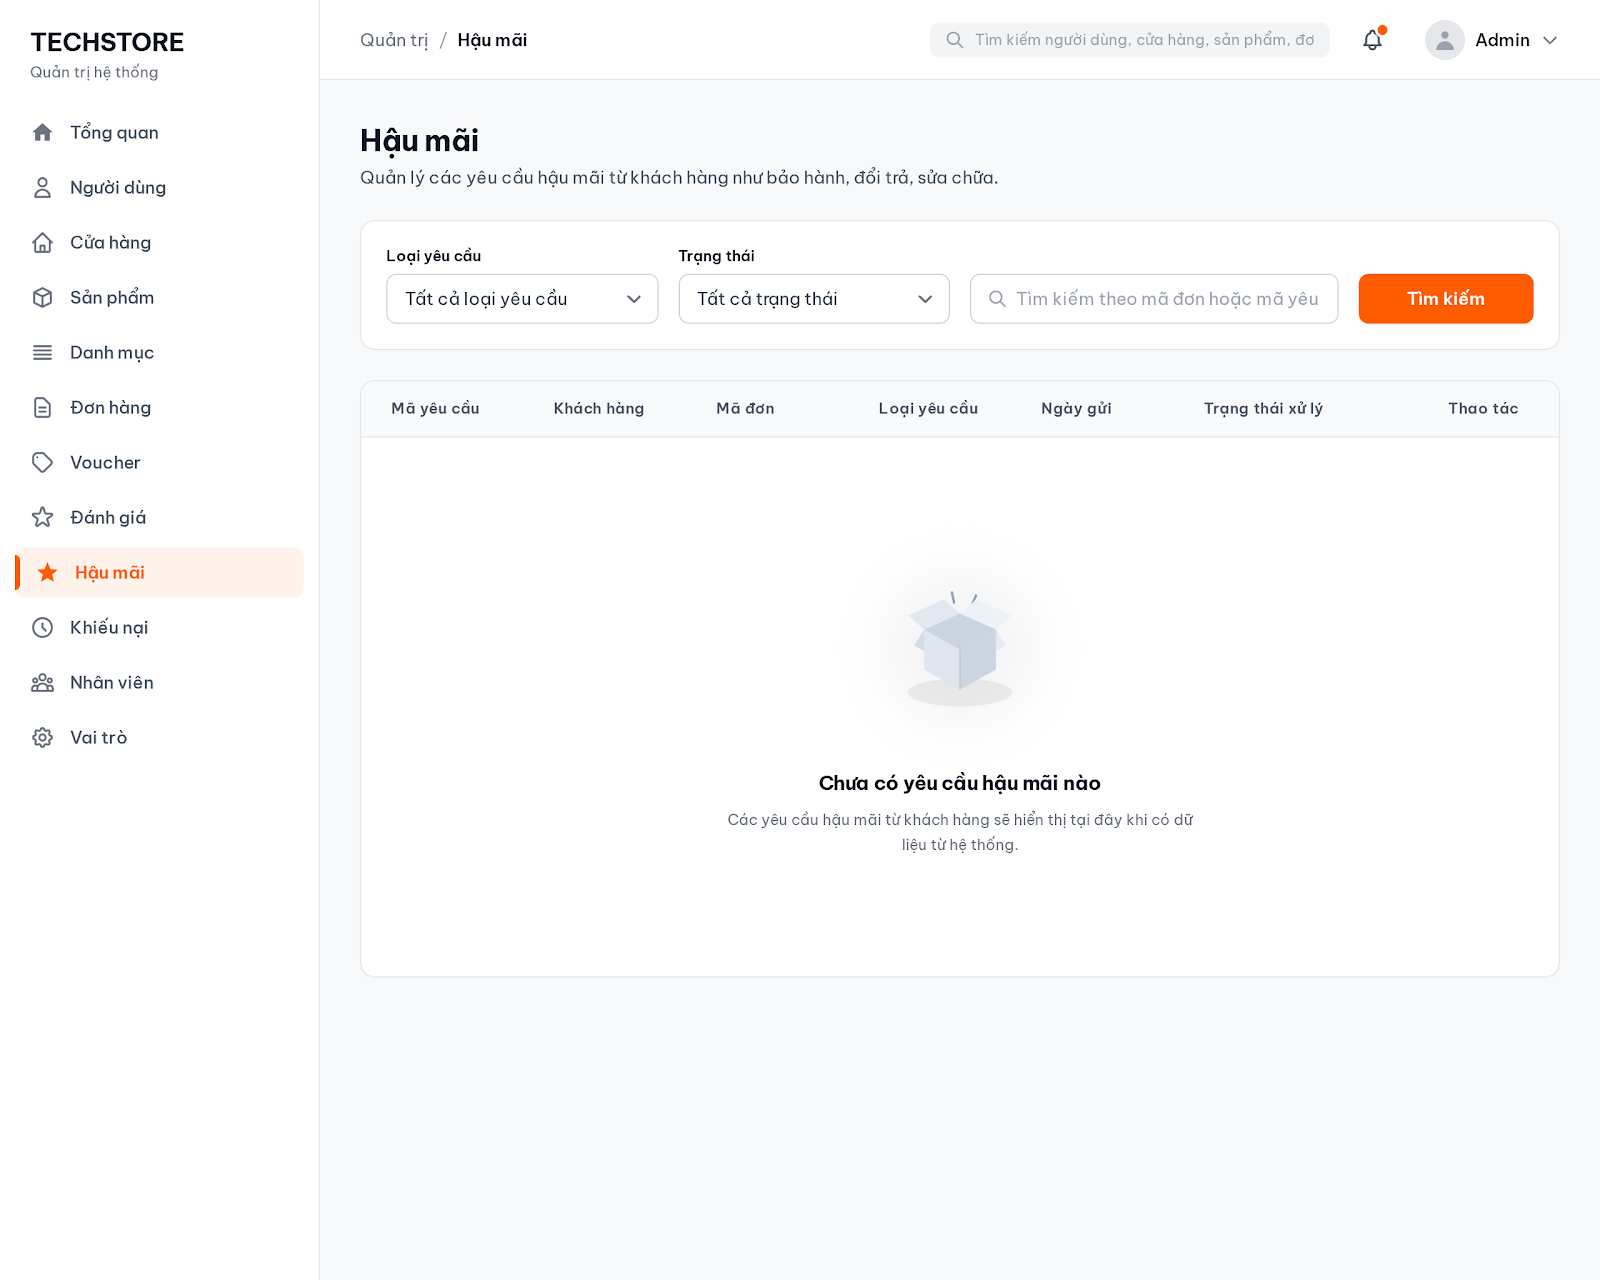 TECHSTORE
Quản trị hệ thống
Tổng quan
Người dùng
Cửa hàng
Sản phẩm
Danh mục
Đơn hàng
Voucher
Đánh giá
Hậu mãi
Khiếu nại
Nhân viên
Vai trò
Quản trị / Hậu mãi
Tìm kiếm người dùng, cửa hàng, sản phẩm, đơ
Admin
Hậu mãi
Quản lý các yêu cầu hậu mãi từ khách hàng như bảo hành, đổi trả, sửa chữa.
Loại yêu cầu
Trạng thái
Tất cả loại yêu cầu
Tất cả trạng thái
Tìm kiếm theo mã đơn hoặc mã yêu
Tìm kiếm
Mã yêu cầu Khách hàng Mã đơn Loại yêu cầu Ngày gửi Trạng thái xử lý Thao tác
Chưa có yêu cầu hậu mãi nào
Các yêu cầu hậu mãi từ khách hàng sẽ hiển thị tại đây khi có dữ
liệu từ hệ thống.